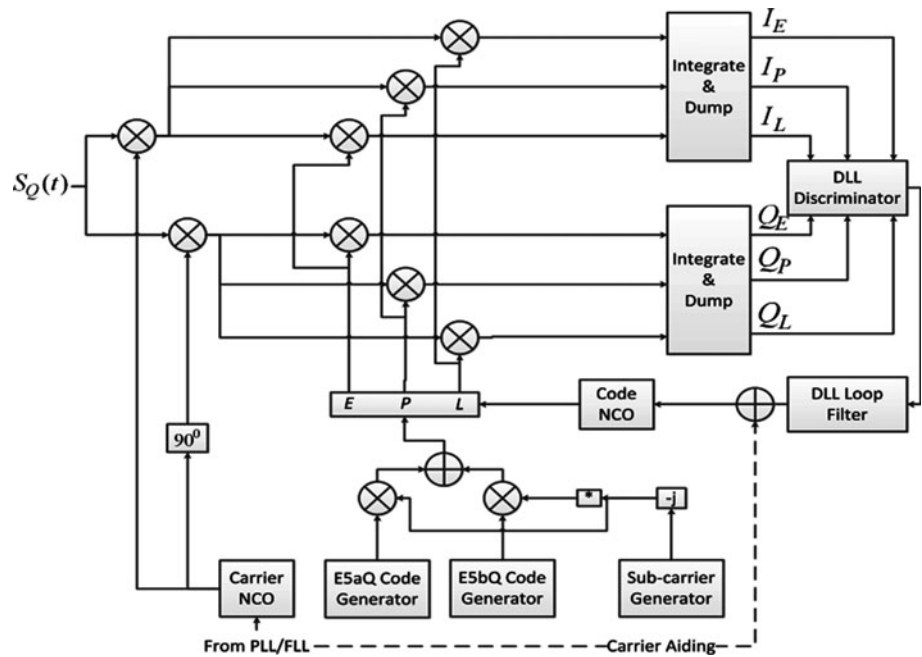 I_E
Integrate
&
Dump
I_P
I_L
S_Q(t)
DLL
Discriminator
Integrate
&
Dump
Q_E
Q_P
Q_L
E P L
Code
NCO
DLL Loop
Filter
90⁰
*
-j
Carrier
NCO
E5aQ Code
Generator
E5bQ Code
Generator
Sub-carrier
Generator
From PLL/FLL
Carrier Aiding